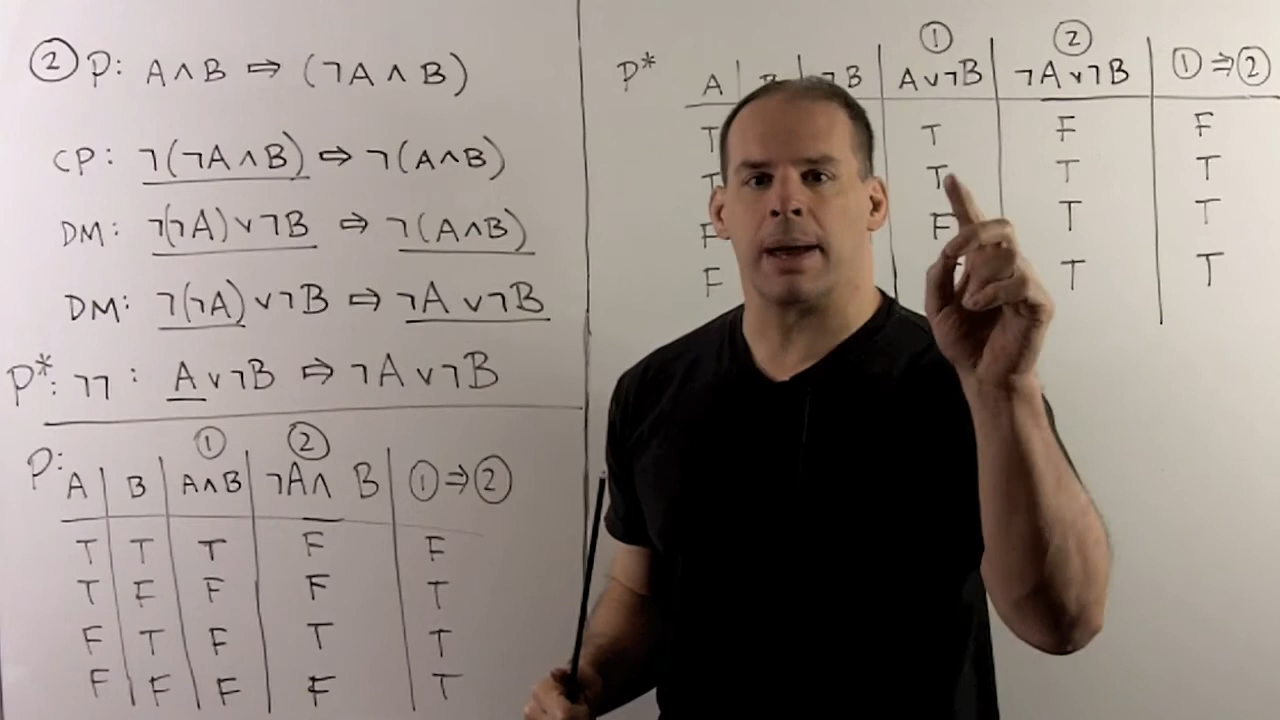 ② P: A ∧ B ⇒ (¬A ∧ B)
CP: ¬(¬A ∧ B) ⇒ ¬(A ∧ B)
DM: ¬(¬A) ∨ ¬B ⇒ ¬(A ∧ B)
DM: ¬(¬A) ∨ ¬B ⇒ ¬A ∨ ¬B
P*: ¬¬ : A ∨ ¬B ⇒ ¬A ∨ ¬B
① ②
P: A B A∧B ¬A∧ B ①⇒②
T T T F F
T F F F T
F T F T T
F F F F T
① ②
P* A B A∨¬B ¬A∨¬B ①⇒②
T T F F
T T T T
F F T T
F T T